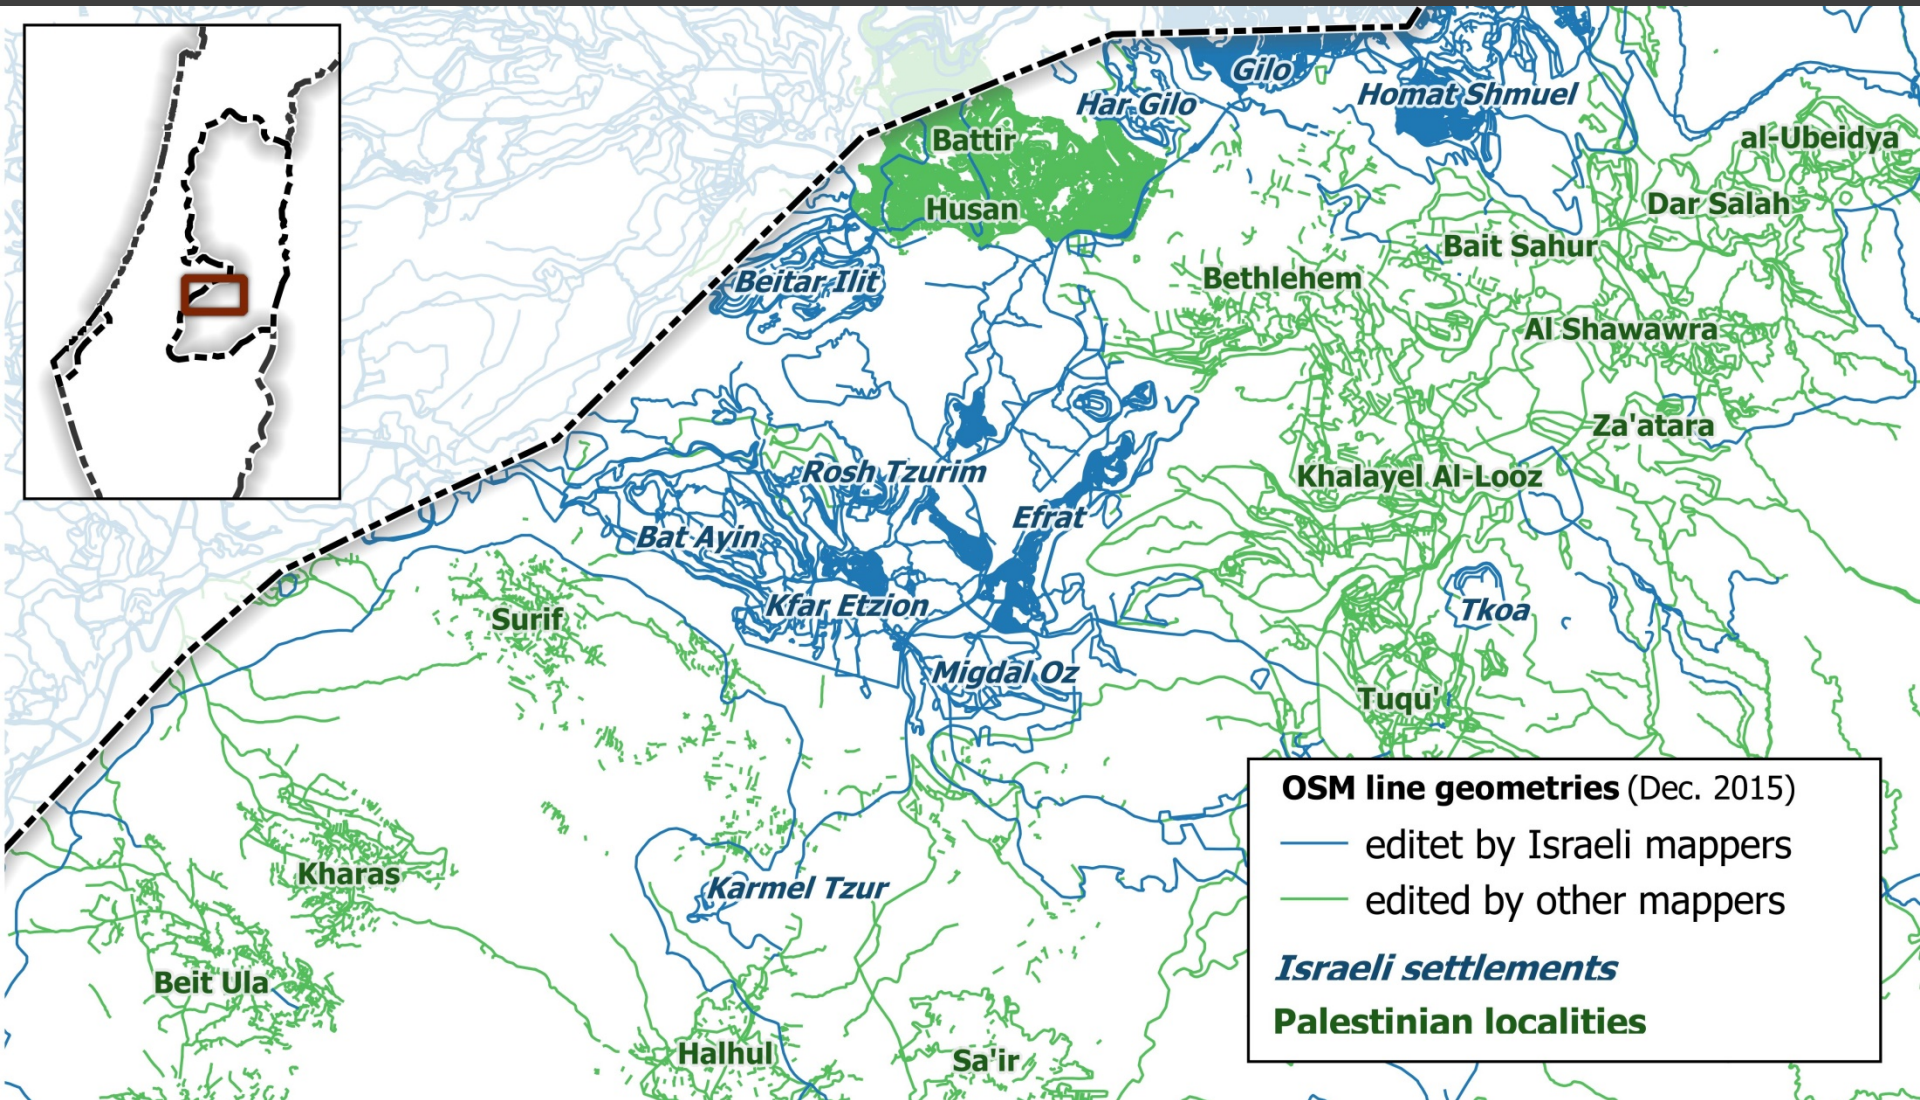 Gilo
Har Gilo
Homat Shmuel
Battir
al-Ubeidya
Husan
Dar Salah
Bait Sahur
Beitar Ilit
Bethlehem
Al Shawawra
Za'atara
Rosh Tzurim
Khalayel Al-Looz
Efrat
Bat Ayin
Kfar Etzion
Tkoa
Surif
Migdal Oz
Tuqu'
Kharas
Karmel Tzur
Beit Ula
Halhul
Sa'ir
OSM line geometries (Dec. 2015)
editet by Israeli mappers
edited by other mappers
Israeli settlements
Palestinian localities